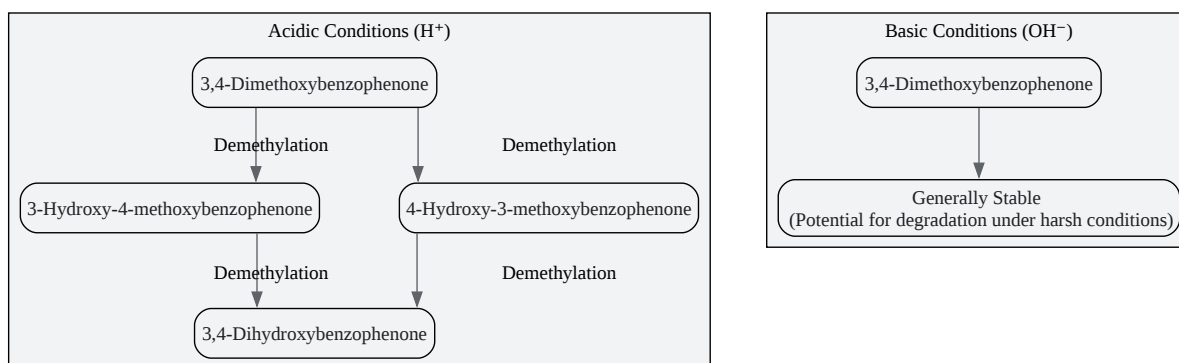 Acidic Conditions (H⁺)
3,4-Dimethoxybenzophenone
Demethylation
Demethylation
3-Hydroxy-4-methoxybenzophenone
4-Hydroxy-3-methoxybenzophenone
Demethylation
Demethylation
3,4-Dihydroxybenzophenone
Basic Conditions (OH⁻)
3,4-Dimethoxybenzophenone
Generally Stable
(Potential for degradation under harsh conditions)